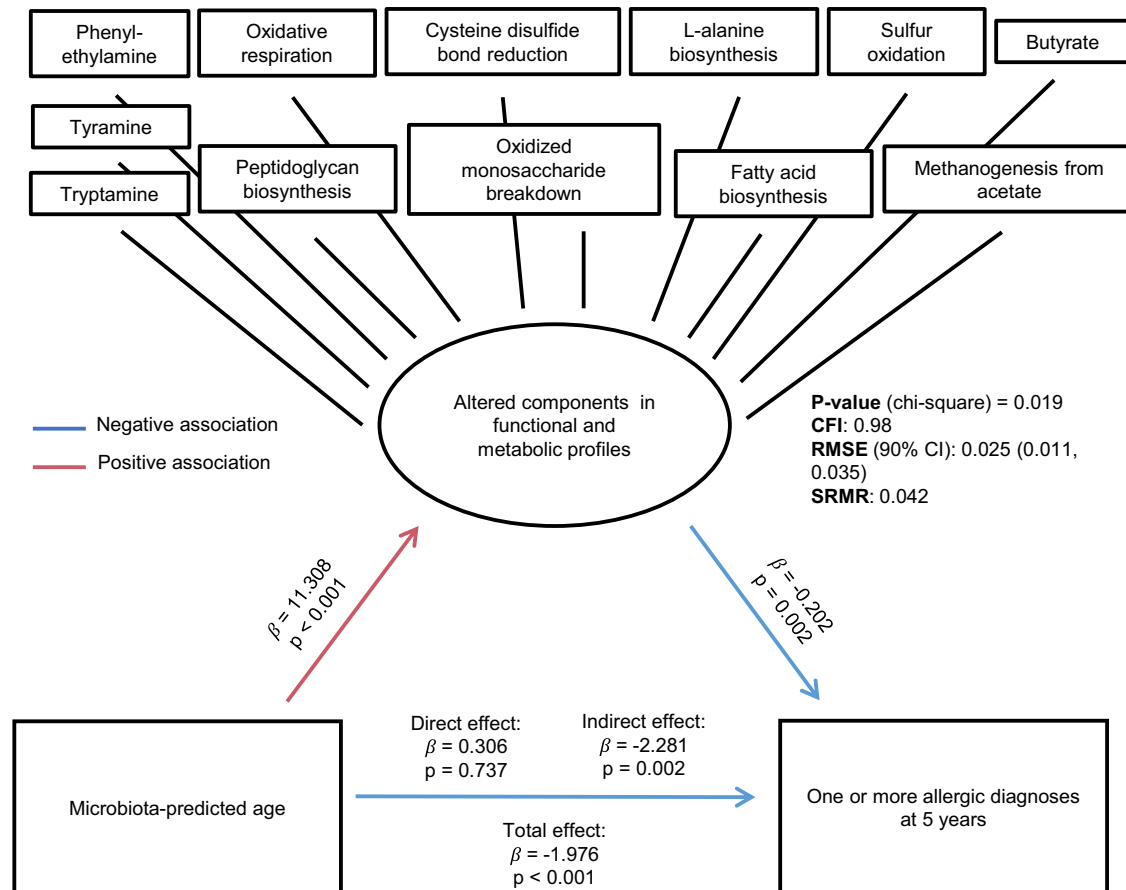 Phenyl-
ethylamine
Oxidative
respiration
Cysteine disulfide
bond reduction
L-alanine
biosynthesis
Sulfur
oxidation
Butyrate
Tyramine
Tryptamine
Peptidoglycan
biosynthesis
Oxidized
monosaccharide
breakdown
Fatty acid
biosynthesis
Methanogenesis from
acetate
Altered components in
functional and
metabolic profiles
Negative association
Positive association
P-value (chi-square) = 0.019
CFI: 0.98
RMSE (90% CI): 0.025 (0.011,
0.035)
SRMR: 0.042
β = 11.308
p < 0.001
β = -0.202
p = 0.002
Microbiota-predicted age
Direct effect:
β = 0.306
p = 0.737
Indirect effect:
β = -2.281
p = 0.002
Total effect:
β = -1.976
p < 0.001
One or more allergic diagnoses
at 5 years